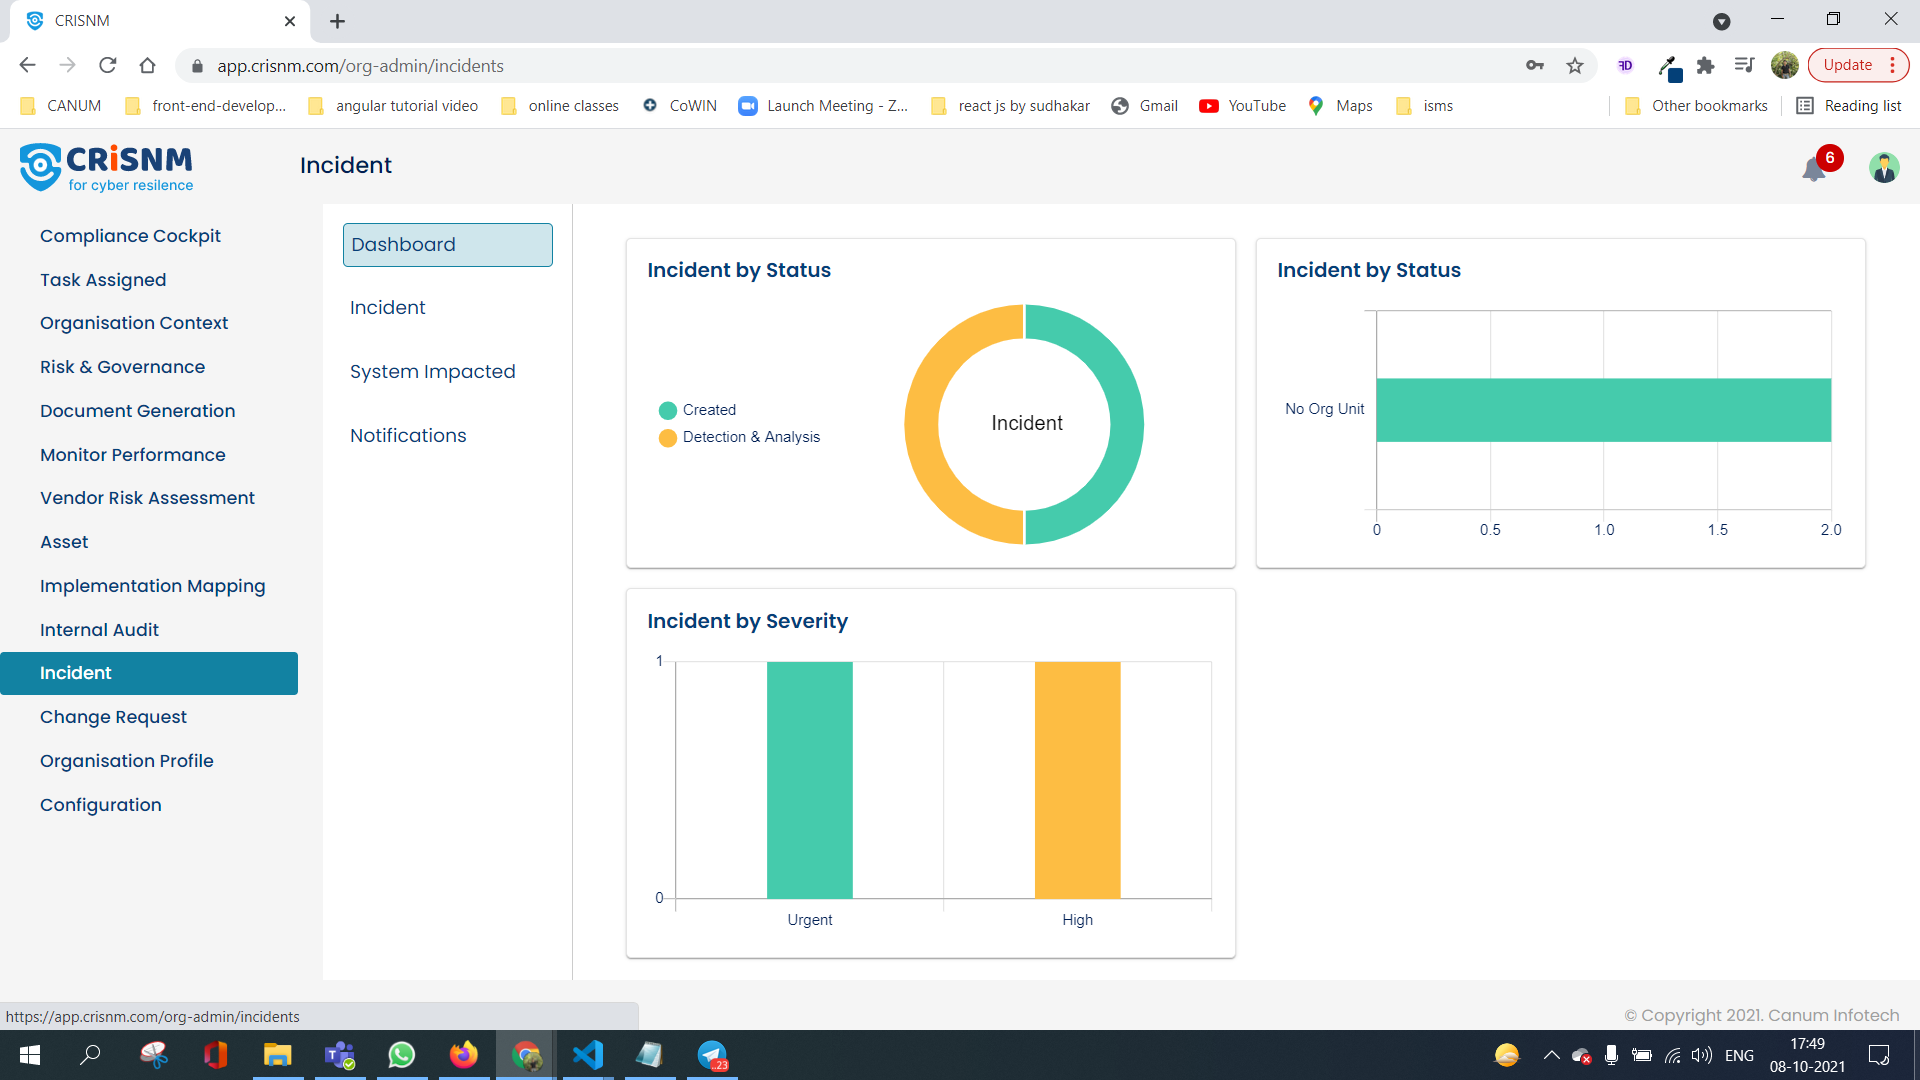 CRISNM
app.crisnm.com/org-admin/incidents
Update
CANUM
front-end-develop...
angular tutorial video
online classes
CoWIN
Launch Meeting - Z...
react js by sudhakar
Gmail
YouTube
Maps
isms
Other bookmarks
Reading list
CRiSNM
for cyber resilence
Incident
6
Compliance Cockpit
Task Assigned
Organisation Context
Risk & Governance
Document Generation
Monitor Performance
Vendor Risk Assessment
Asset
Implementation Mapping
Internal Audit
Incident
Change Request
Organisation Profile
Configuration
Dashboard
Incident
System Impacted
Notifications
Incident by Status
Created
Detection & Analysis
Incident
Incident by Status
No Org Unit
0 0.5 1.0 1.5 2.0
Incident by Severity
1
0
Urgent High
https://app.crisnm.com/org-admin/incidents
© Copyright 2021. Canum Infotech
..23
ENG
17:49
08-10-2021